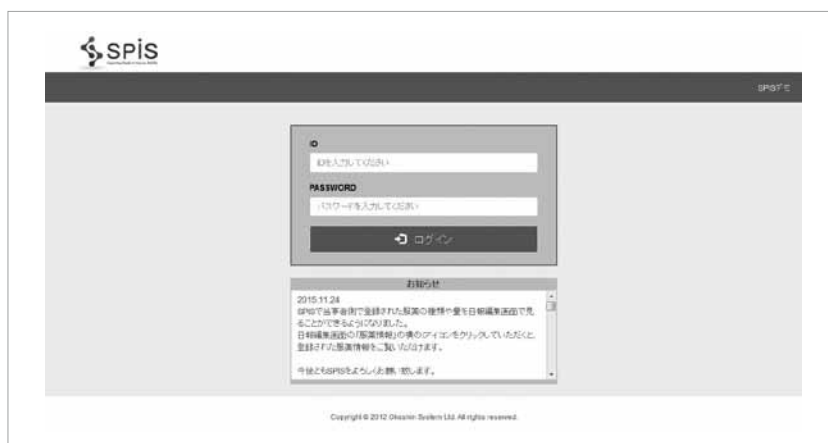 SPIS
SPISデモ
ID
IDを入力してください
PASSWORD
パスワードを入力してください
ログイン
お知らせ
2015.11.24
SPISで当事者側で登録された服薬の種類や量を日報編集画面で見
ることができるようになりました。
日報編集画面の「服薬情報」の横のアイコンをクリックしていただくと、
登録された服薬情報をご覧いただけます。
今後ともSPISをよろしくお願い致します。
Copyright © 2012 Okushin System Ltd. All rights reserved.